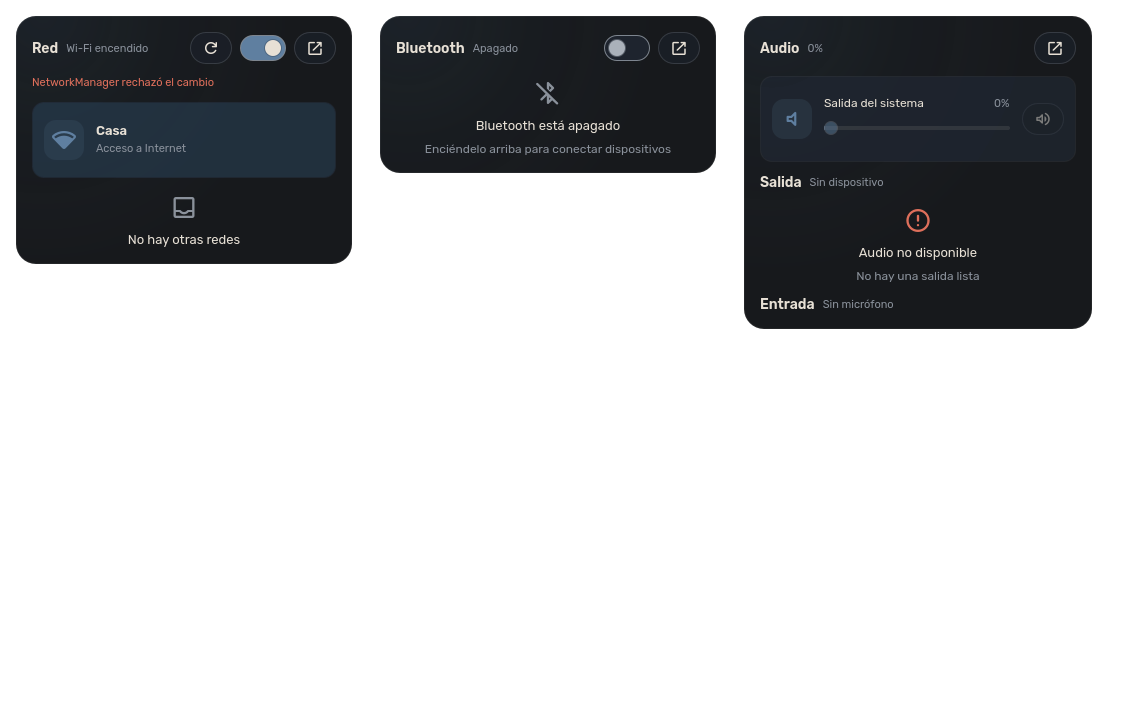 Red Wi-Fi encendido
NetworkManager rechazó el cambio
Casa
Acceso a Internet
No hay otras redes
Bluetooth Apagado
Bluetooth está apagado
Enciéndelo arriba para conectar dispositivos
Audio 0%
Salida del sistema 0%
Salida Sin dispositivo
Audio no disponible
No hay una salida lista
Entrada Sin micrófono